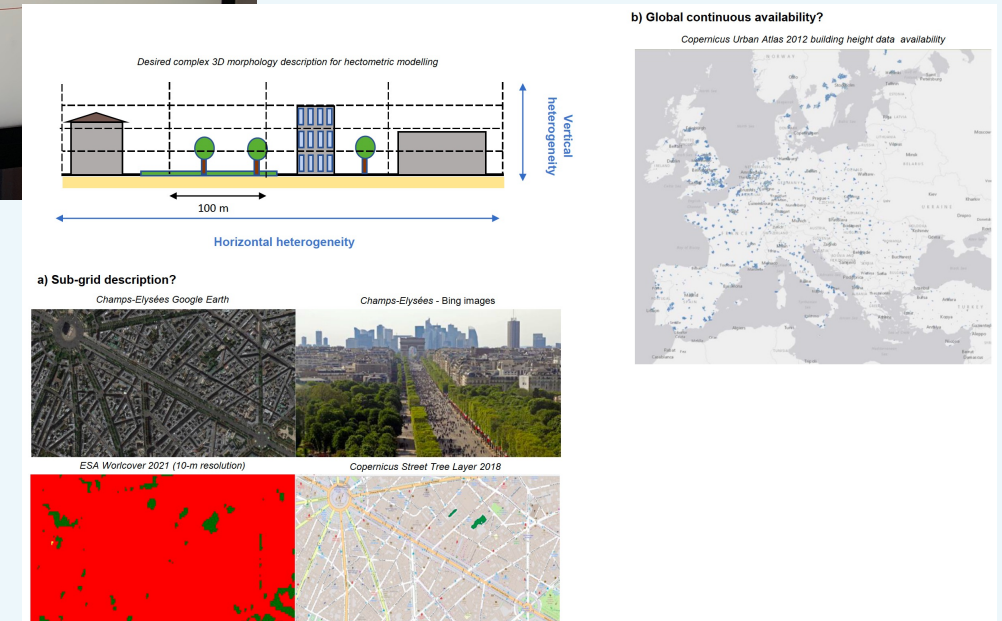 b) Global continuous availability?
Copernicus Urban Atlas 2012 building height data availability
Desired complex 3D morphology description for hectometric modelling
Vertical
heterogeneity
100 m
Horizontal heterogeneity
a) Sub-grid description?
Champs-Elysées Google Earth
Champs-Elysées - Bing images
ESA Worlcover 2021 (10-m resolution)
Copernicus Street Tree Layer 2018